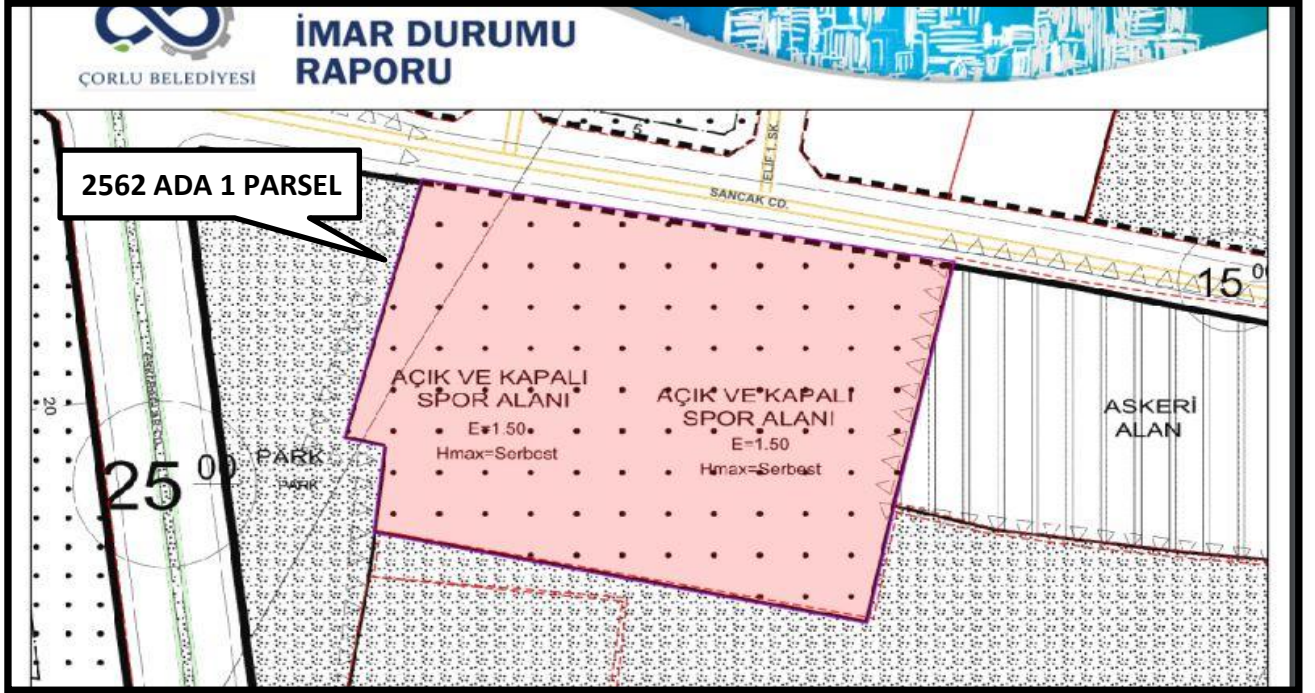 ÇORLU BELEDİYESİ
İMAR DURUMU
RAPORU
2562 ADA 1 PARSEL
5
ELİF 1. SK.
SANCAK CD.
15 00
AÇIK VE KAPALI
SPOR ALANI
E=1.50
Hmax=Serbest
AÇIK VE KAPALI
SPOR ALANI
E=1.50
Hmax=Serbest
ASKERİ
ALAN
20
25 00
PARK
PARK